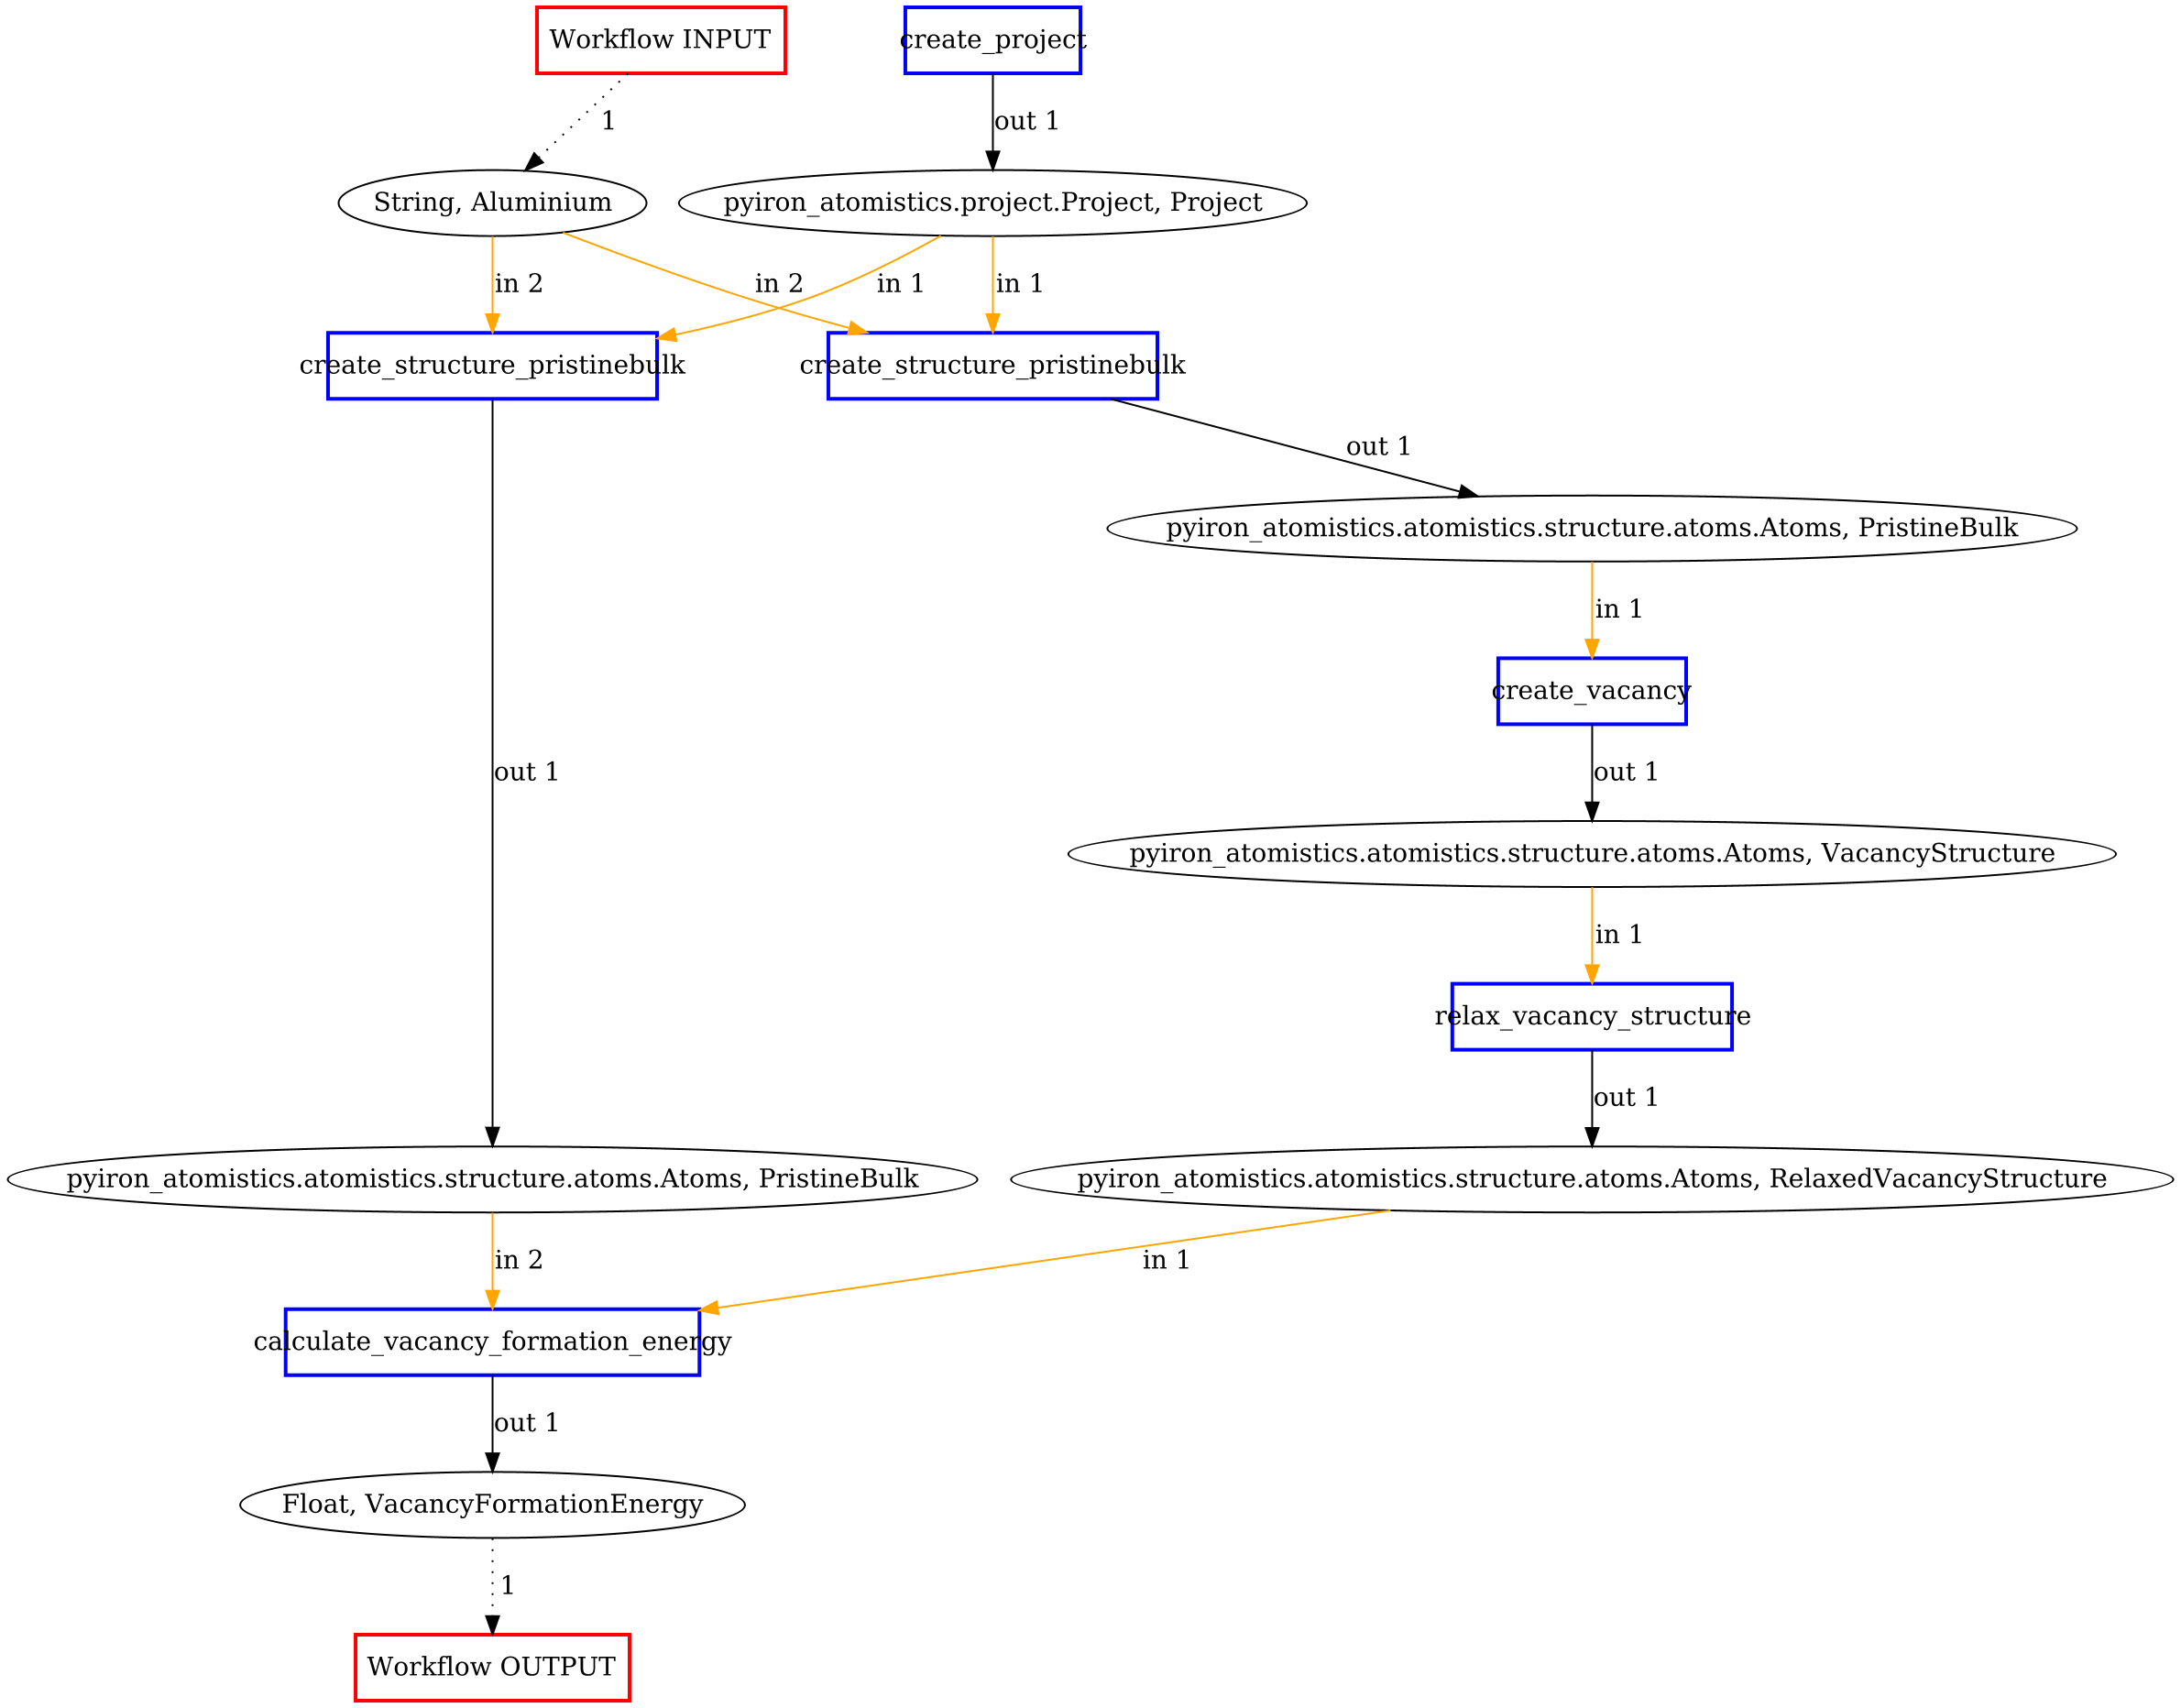 Workflow INPUT
create_project
1
out 1
String, Aluminium
pyiron_atomistics.project.Project, Project
in 2
in 2
in 1
in 1
create_structure_pristinebulk
create_structure_pristinebulk
out 1
pyiron_atomistics.atomistics.structure.atoms.Atoms, PristineBulk
in 1
create_vacancy
out 1
out 1
pyiron_atomistics.atomistics.structure.atoms.Atoms, VacancyStructure
in 1
relax_vacancy_structure
out 1
pyiron_atomistics.atomistics.structure.atoms.Atoms, PristineBulk
pyiron_atomistics.atomistics.structure.atoms.Atoms, RelaxedVacancyStructure
in 2
in 1
calculate_vacancy_formation_energy
out 1
Float, VacancyFormationEnergy
1
Workflow OUTPUT